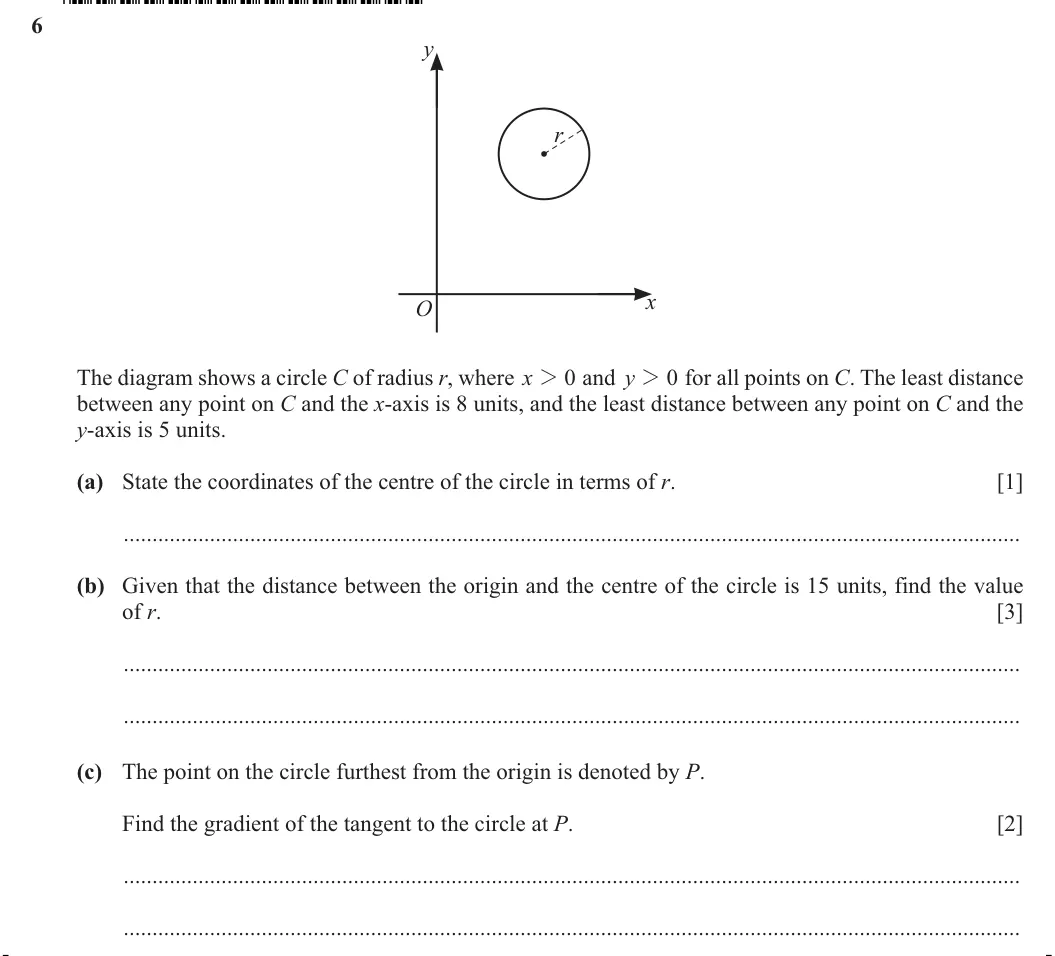 6
y
r
O
x
The diagram shows a circle C of radius r, where x > 0 and y > 0 for all points on C. The least distance
between any point on C and the x-axis is 8 units, and the least distance between any point on C and the
y-axis is 5 units.
(a) State the coordinates of the centre of the circle in terms of r. [1]
(b) Given that the distance between the origin and the centre of the circle is 15 units, find the value
of r. [3]
(c) The point on the circle furthest from the origin is denoted by P.
Find the gradient of the tangent to the circle at P. [2]